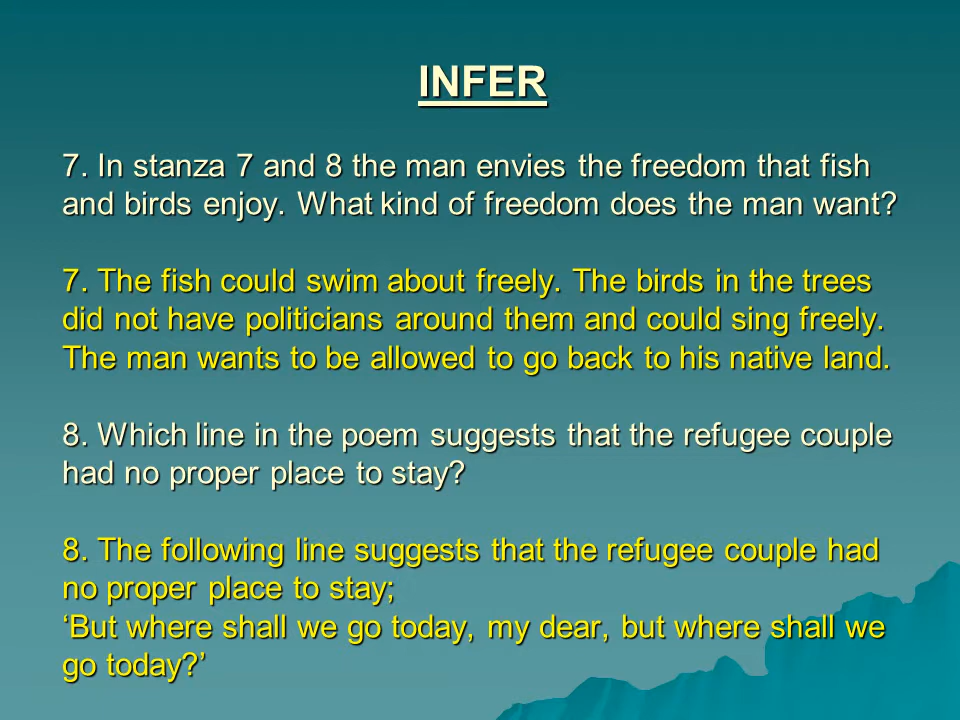 INFER
7. In stanza 7 and 8 the man envies the freedom that fish
and birds enjoy. What kind of freedom does the man want?
7. The fish could swim about freely. The birds in the trees
did not have politicians around them and could sing freely.
The man wants to be allowed to go back to his native land.
8. Which line in the poem suggests that the refugee couple
had no proper place to stay?
8. The following line suggests that the refugee couple had
no proper place to stay;
‘But where shall we go today, my dear, but where shall we
go today?’